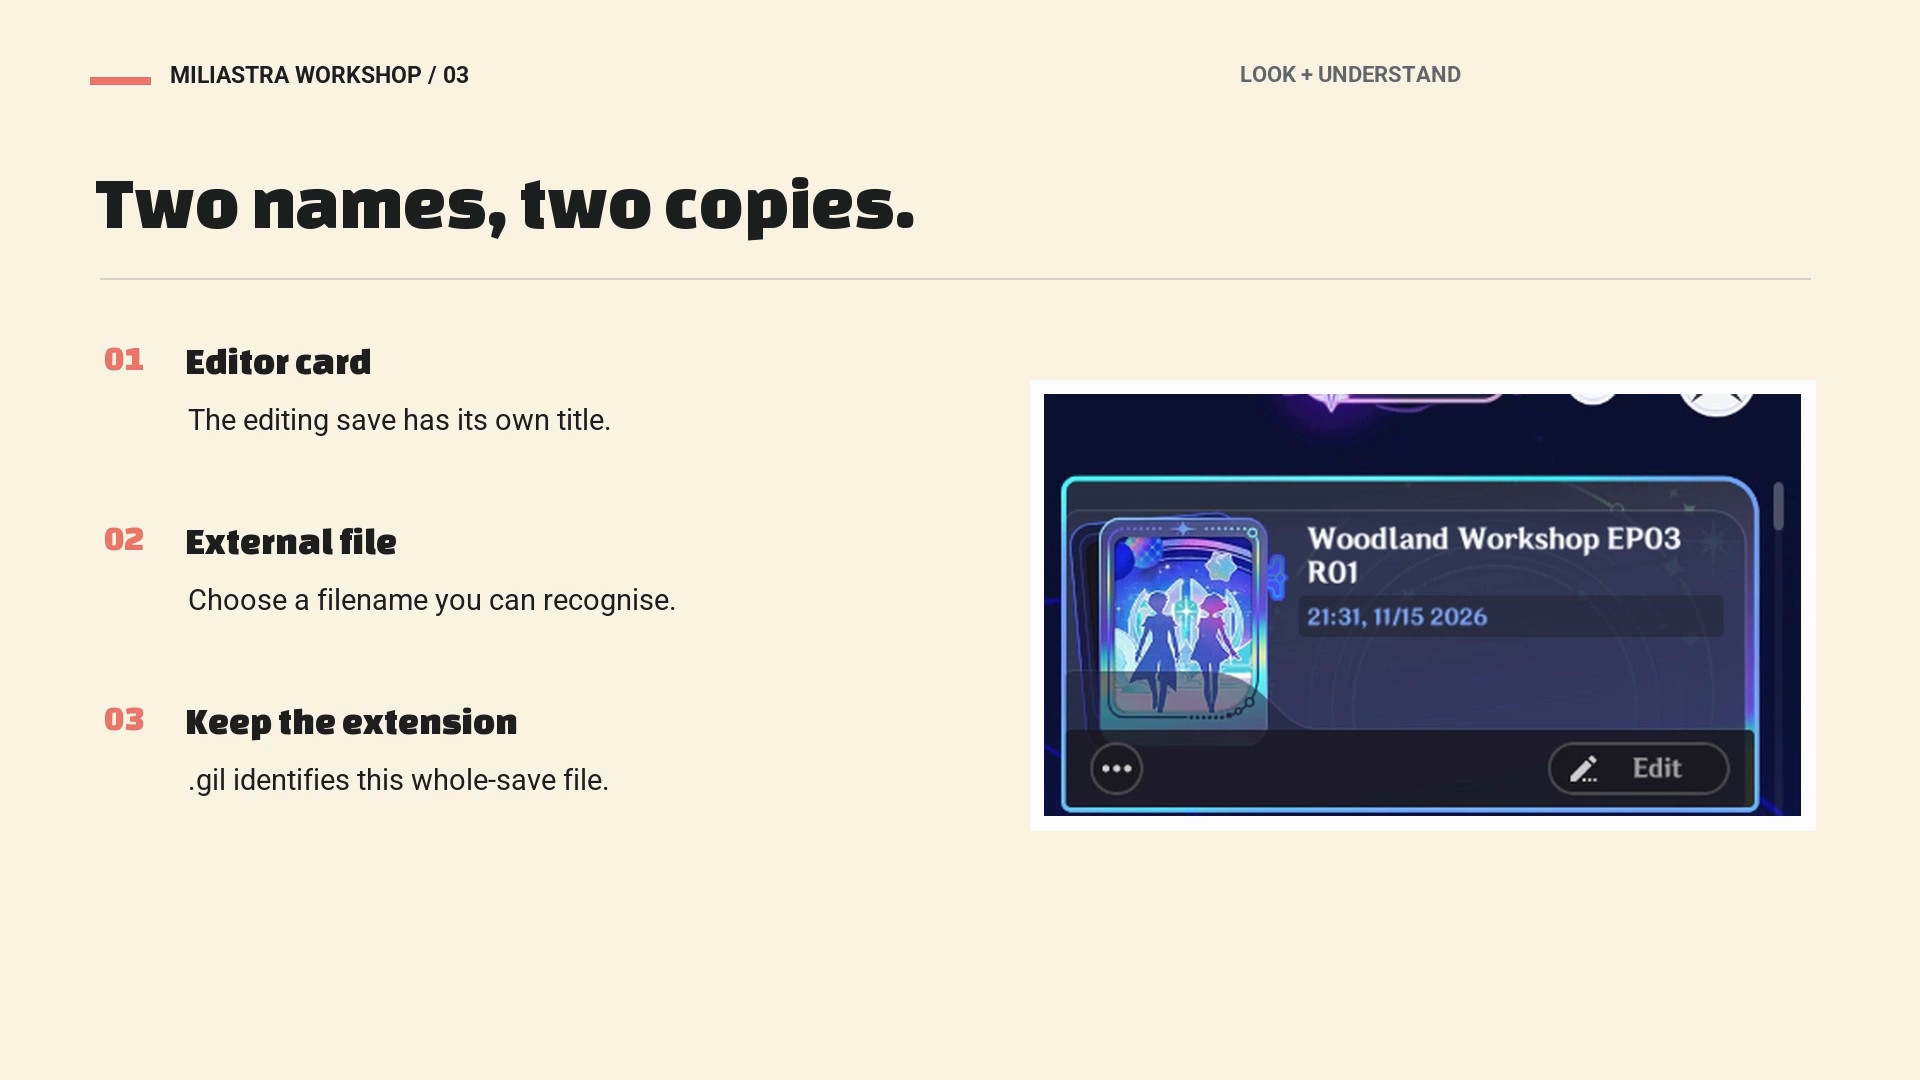 MILIASTRA WORKSHOP / 03
LOOK + UNDERSTAND
Two names, two copies.
01 Editor card
The editing save has its own title.
02 External file
Choose a filename you can recognise.
03 Keep the extension
.gil identifies this whole-save file.
Woodland Workshop EP03
R01
21:31, 11/15 2026
Edit